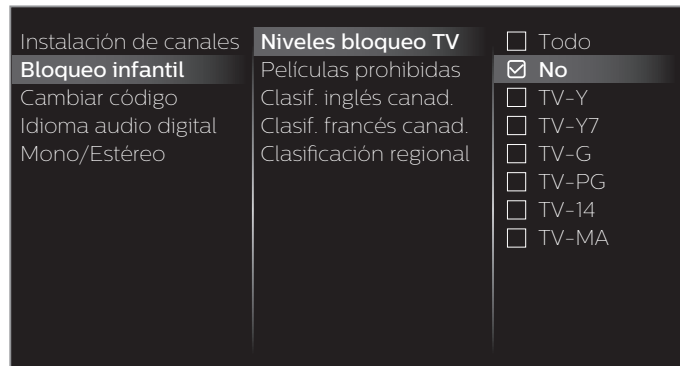 Instalación de canales
Bloqueo infantil
Cambiar código
Idioma audio digital
Mono/Estéreo
Niveles bloqueo TV
Películas prohibidas
Clasif. inglés canad.
Clasif. francés canad.
Clasificación regional
Todo
No
TV-Y
TV-Y7
TV-G
TV-PG
TV-14
TV-MA